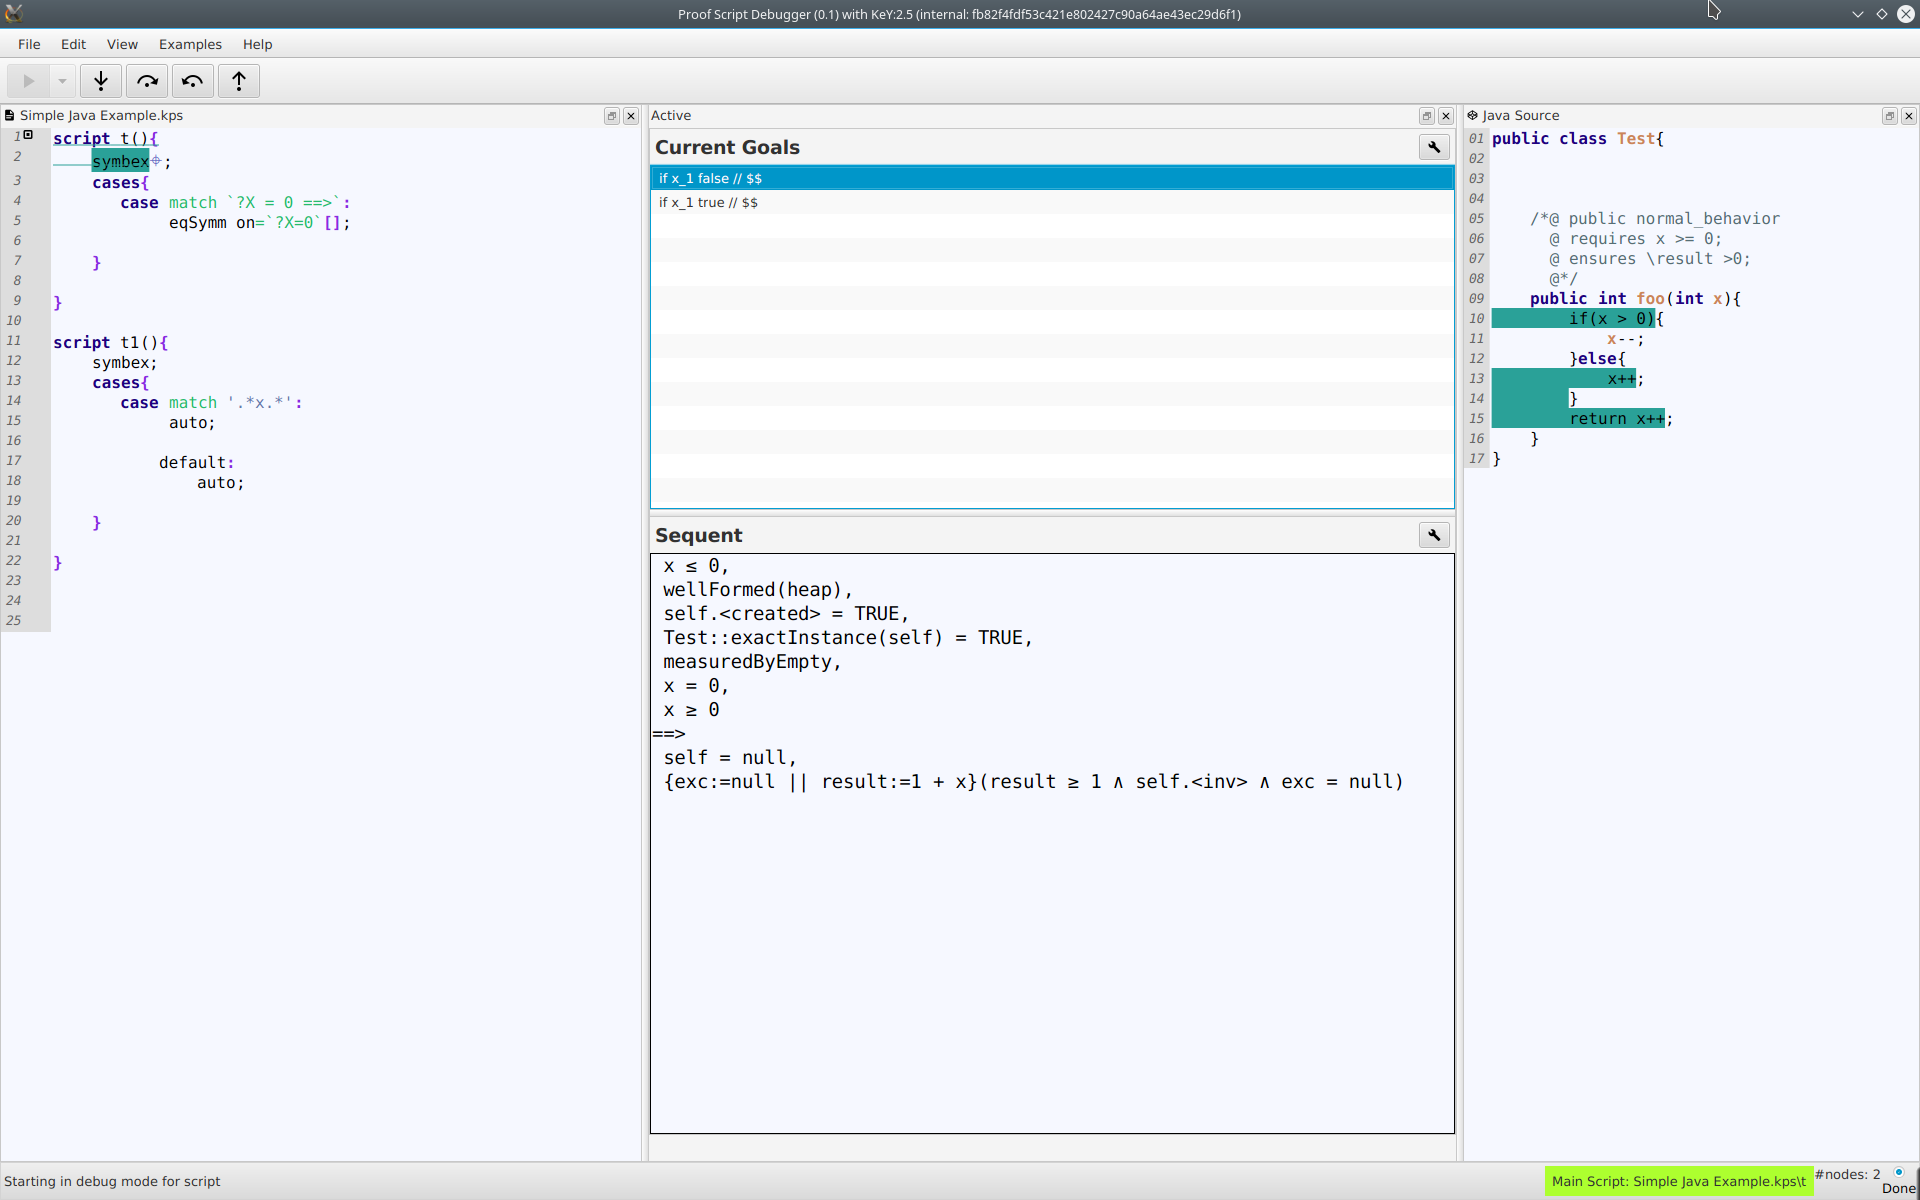 Proof Script Debugger (0.1) with KeY:2.5 (internal: fb82f4fdf53c421e802427c90a64ae43ec29d6f1)
File Edit View Examples Help
Simple Java Example.kps
1 script t(){
2 symbex ;
3 cases{
4 case match `?X = 0 ==>`:
5 eqSymm on=`?X=0`[];
6
7 }
8
9 }
10
11 script t1(){
12 symbex;
13 cases{
14 case match '.*x.*':
15 auto;
16
17 default:
18 auto;
19
20 }
21
22 }
23
24
25
Active
Current Goals
if x_1 false // $$
if x_1 true // $$
Sequent
x ≤ 0,
wellFormed(heap),
self.<created> = TRUE,
Test::exactInstance(self) = TRUE,
measuredByEmpty,
x = 0,
x ≥ 0
==>
self = null,
{exc:=null || result:=1 + x}(result ≥ 1 ∧ self.<inv> ∧ exc = null)
Java Source
01 public class Test{
02
03
04
05 /*@ public normal_behavior
06 @ requires x >= 0;
07 @ ensures \result >0;
08 @*/
09 public int foo(int x){
10 if(x > 0){
11 x--;
12 }else{
13 x++;
14 }
15 return x++;
16 }
17 }
Starting in debug mode for script
Main Script: Simple Java Example.kps\t
#nodes: 2
Done